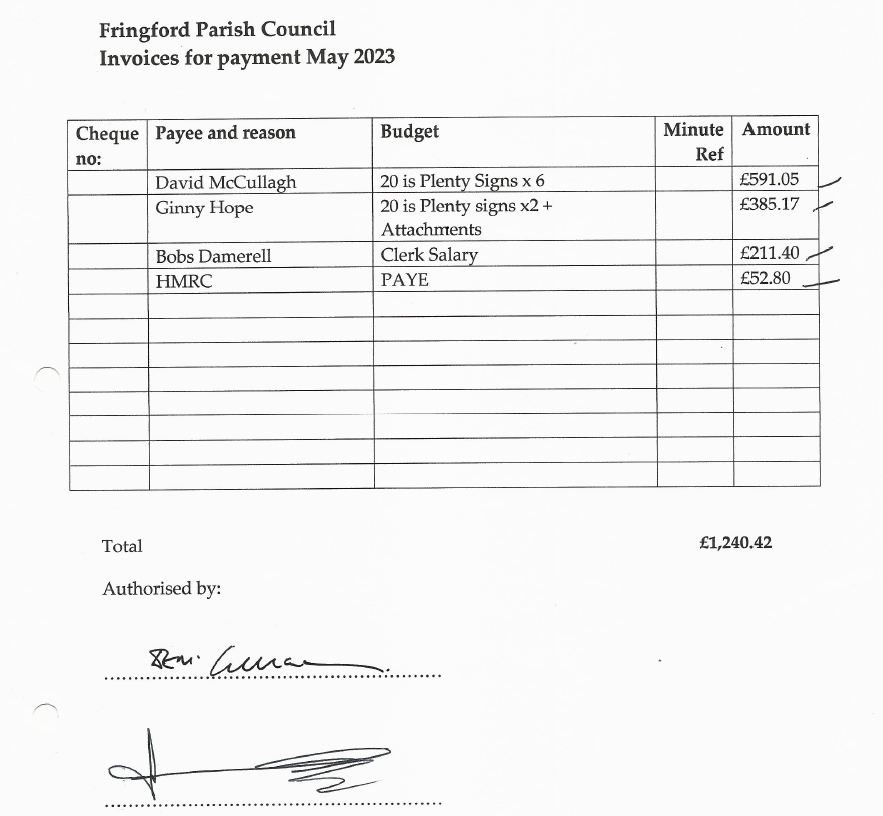 Fringford Parish Council
Invoices for payment May 2023
Cheque no: Payee and reason Budget Minute Ref Amount
David McCullagh 20 is Plenty Signs x 6 £591.05
Ginny Hope 20 is Plenty signs x2 + £385.17
Attachments
Bobs Damerell Clerk Salary £211.40
HMRC PAYE £52.80
Total £1,240.42
Authorised by: